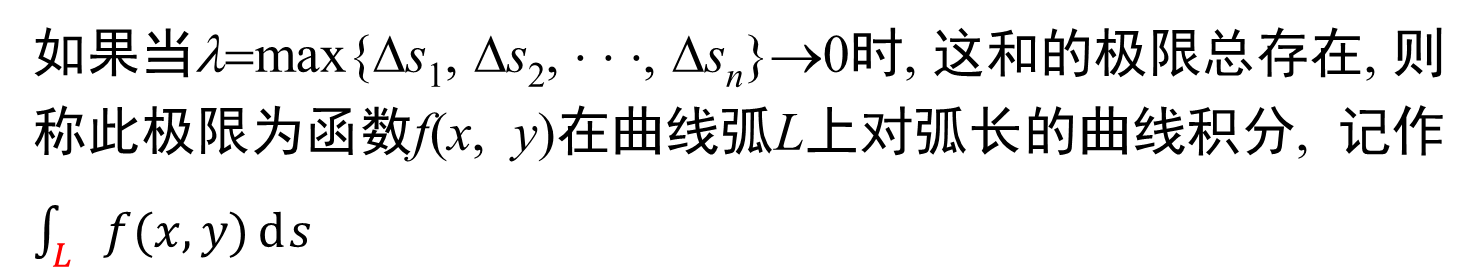 如果当λ=max{Δs₁, Δs₂, · · ·, Δsₙ}→0时, 这和的极限总存在, 则
称此极限为函数f(x, y)在曲线弧L上对弧长的曲线积分, 记作
∫_L f(x, y) ds